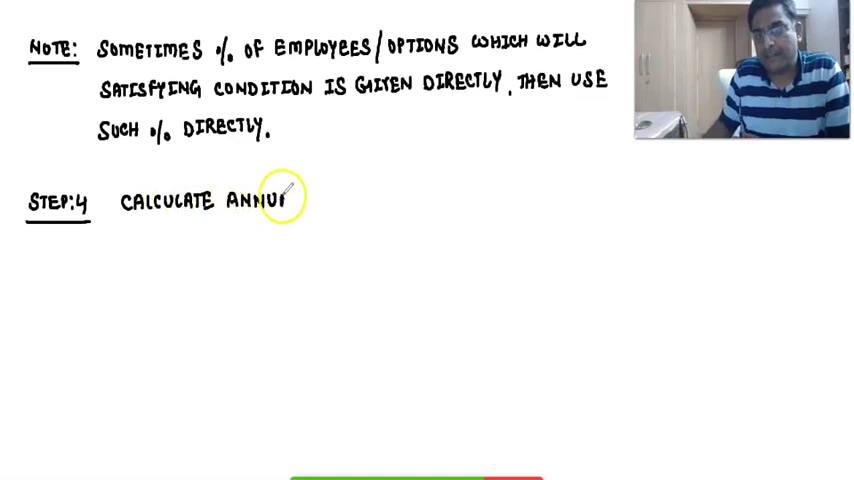 NOTE: SOMETIMES % OF EMPLOYEES/OPTIONS WHICH WILL
SATISFYING CONDITION IS GIVEN DIRECTLY, THEN USE
SUCH % DIRECTLY.
STEP:4 CALCULATE ANNU